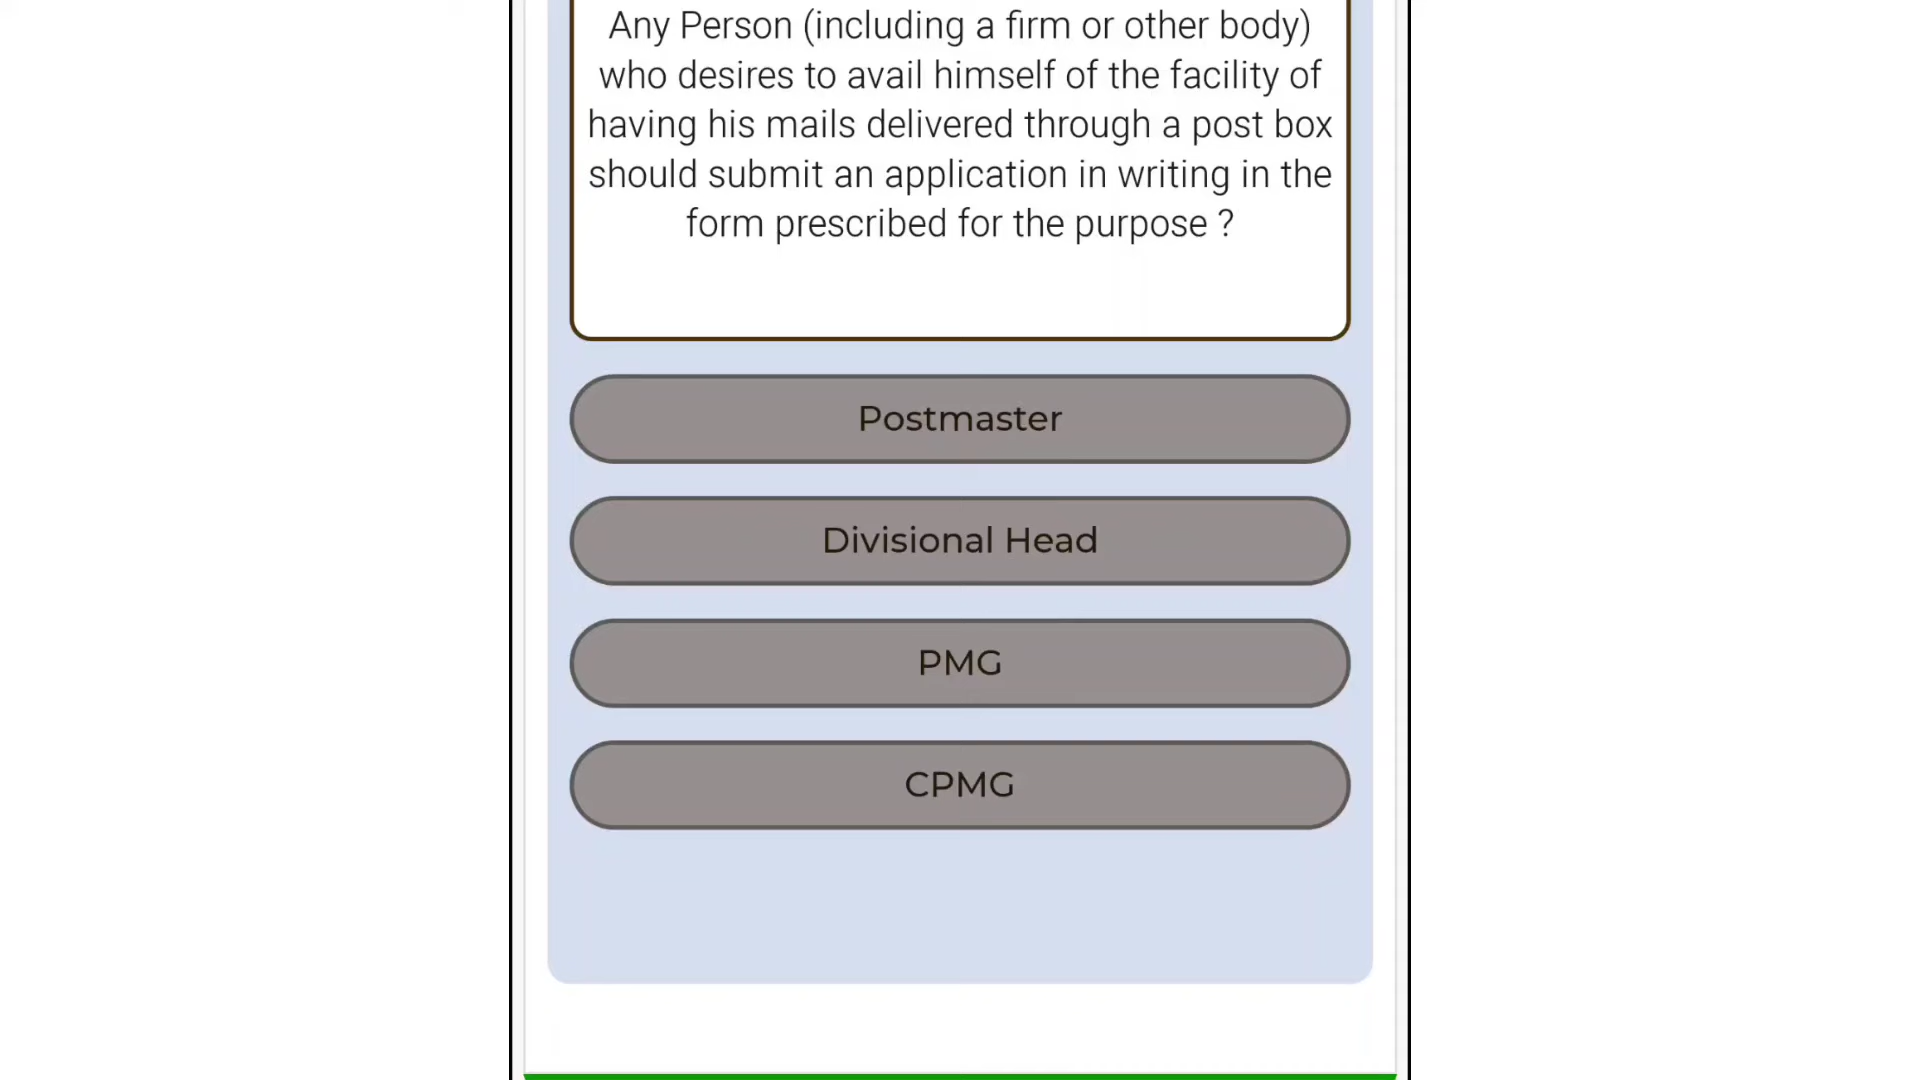 Any Person (including a firm or other body)
who desires to avail himself of the facility of
having his mails delivered through a post box
should submit an application in writing in the
form prescribed for the purpose ?
Postmaster
Divisional Head
PMG
CPMG